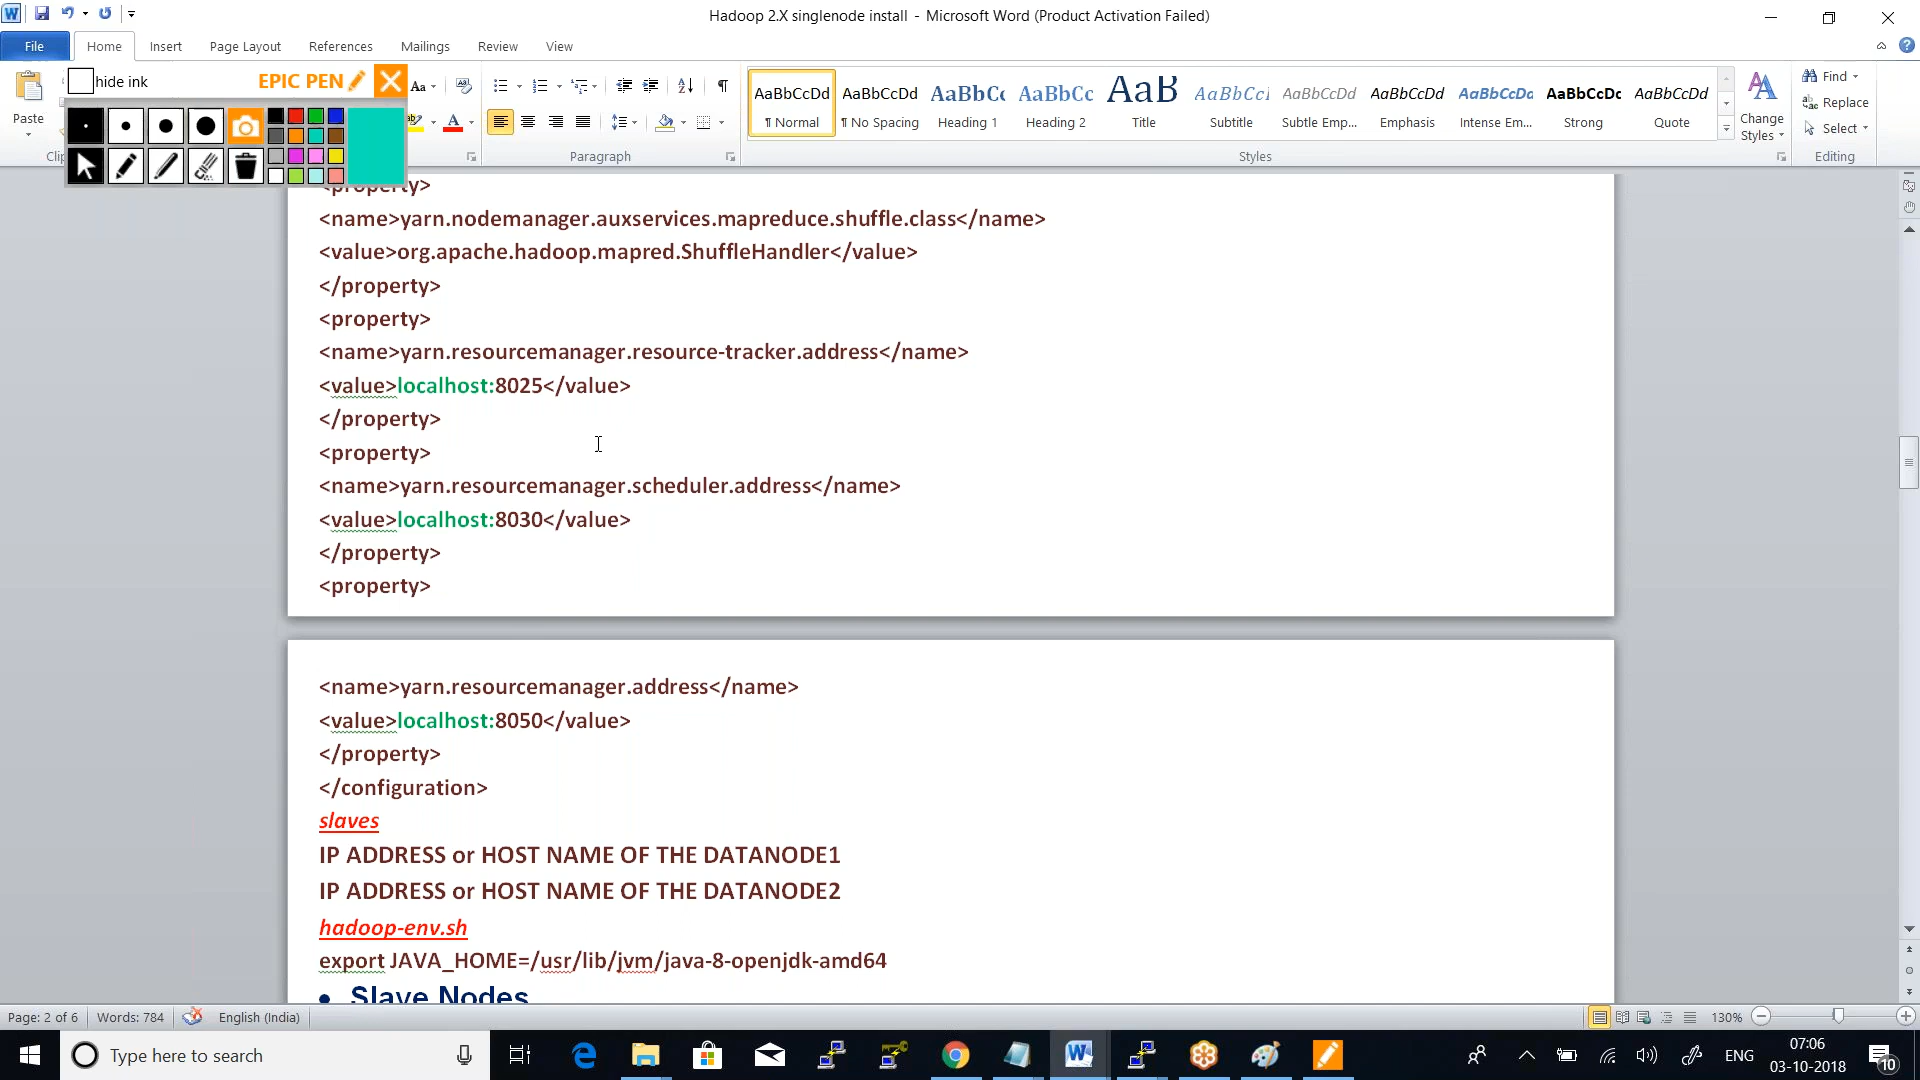 Hadoop 2.X singlenode install - Microsoft Word (Product Activation Failed)
File Home Insert Page Layout References Mailings Review View
hide ink EPIC PEN
Paste
Aa
AaBbCcDd AaBbCcDd AaBbCc AaBbCc AaB AaBbCcI AaBbCcDd AaBbCcDd AaBbCcDd AaBbCcDc AaBbCcDd
¶ Normal ¶ No Spacing Heading 1 Heading 2 Title Subtitle Subtle Emp... Emphasis Intense Em... Strong Quote
Change Styles
Find
Replace
Select
Paragraph Styles Editing
<property>
<name>yarn.nodemanager.auxservices.mapreduce.shuffle.class</name>
<value>org.apache.hadoop.mapred.ShuffleHandler</value>
</property>
<property>
<name>yarn.resourcemanager.resource-tracker.address</name>
<value>localhost:8025</value>
</property>
<property>
<name>yarn.resourcemanager.scheduler.address</name>
<value>localhost:8030</value>
</property>
<property>
<name>yarn.resourcemanager.address</name>
<value>localhost:8050</value>
</property>
</configuration>
slaves
IP ADDRESS or HOST NAME OF THE DATANODE1
IP ADDRESS or HOST NAME OF THE DATANODE2
hadoop-env.sh
export JAVA_HOME=/usr/lib/jvm/java-8-openjdk-amd64
• Slave Nodes
Page: 2 of 6 Words: 784 English (India) 130%
Type here to search
ENG
07:06
03-10-2018
10